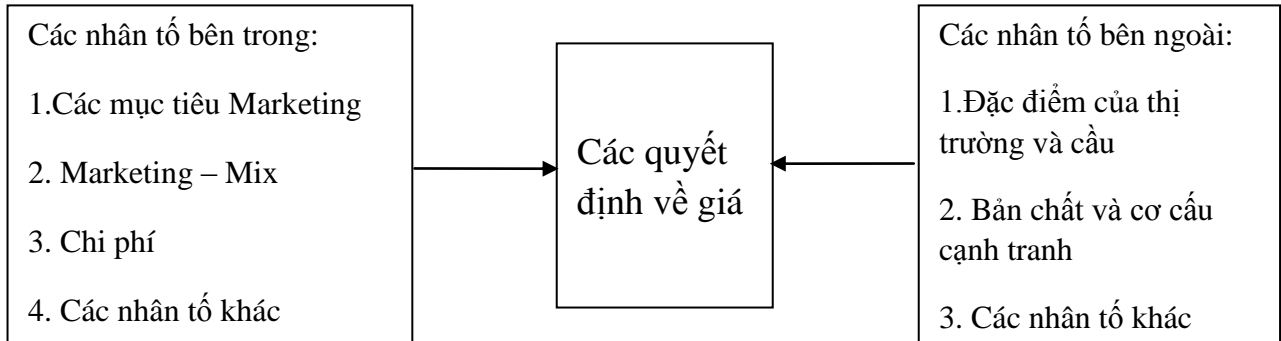 Các nhân tố bên trong:
1.Các mục tiêu Marketing
2. Marketing – Mix
3. Chi phí
4. Các nhân tố khác
Các quyết
định về giá
Các nhân tố bên ngoài:
1.Đặc điểm của thị
trường và cầu
2. Bản chất và cơ cấu
cạnh tranh
3. Các nhân tố khác